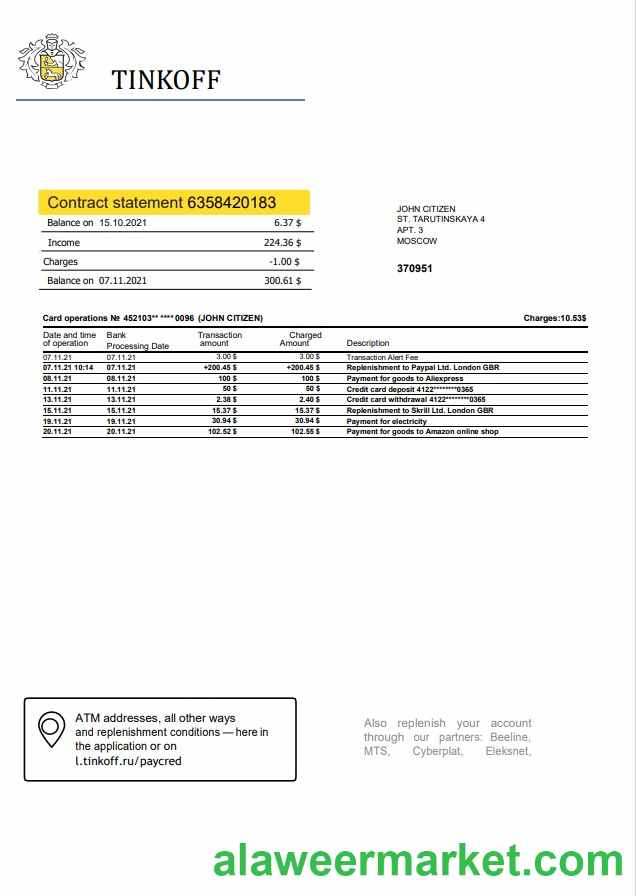 TINKOFF
Contract statement 6358420183
Balance on 15.10.2021 6.37 $
Income 224.36 $
Charges -1.00 $
Balance on 07.11.2021 300.61 $
JOHN CITIZEN
ST. TARUTINSKAYA 4
APT. 3
MOSCOW
370951
Card operations № 452103** **** 0096 (JOHN CITIZEN) Charges:10.53$
Date and time of operation Bank Processing Date Transaction amount Charged Amount Description
07.11.21 07.11.21 3.00 $ 3.00 $ Transaction Alert Fee
07.11.21 10:14 07.11.21 +200.45 $ +200.45 $ Replenishment to Paypal Ltd. London GBR
08.11.21 08.11.21 100 $ 100 $ Payment for goods to Aliexpress
11.11.21 11.11.21 50 $ 50 $ Credit card deposit 4122********0365
13.11.21 13.11.21 2.38 $ 2.40 $ Credit card withdrawal 4122********0365
15.11.21 15.11.21 15.37 $ 15.37 $ Replenishment to Skrill Ltd. London GBR
19.11.21 19.11.21 30.94 $ 30.94 $ Payment for electricity
20.11.21 20.11.21 102.52 $ 102.55 $ Payment for goods to Amazon online shop
ATM addresses, all other ways
and replenishment conditions — here in
the application or on
l.tinkoff.ru/paycred
Also replenish your account
through our partners: Beeline,
MTS, Cyberplat, Eleksnet,
alaweermarket.com